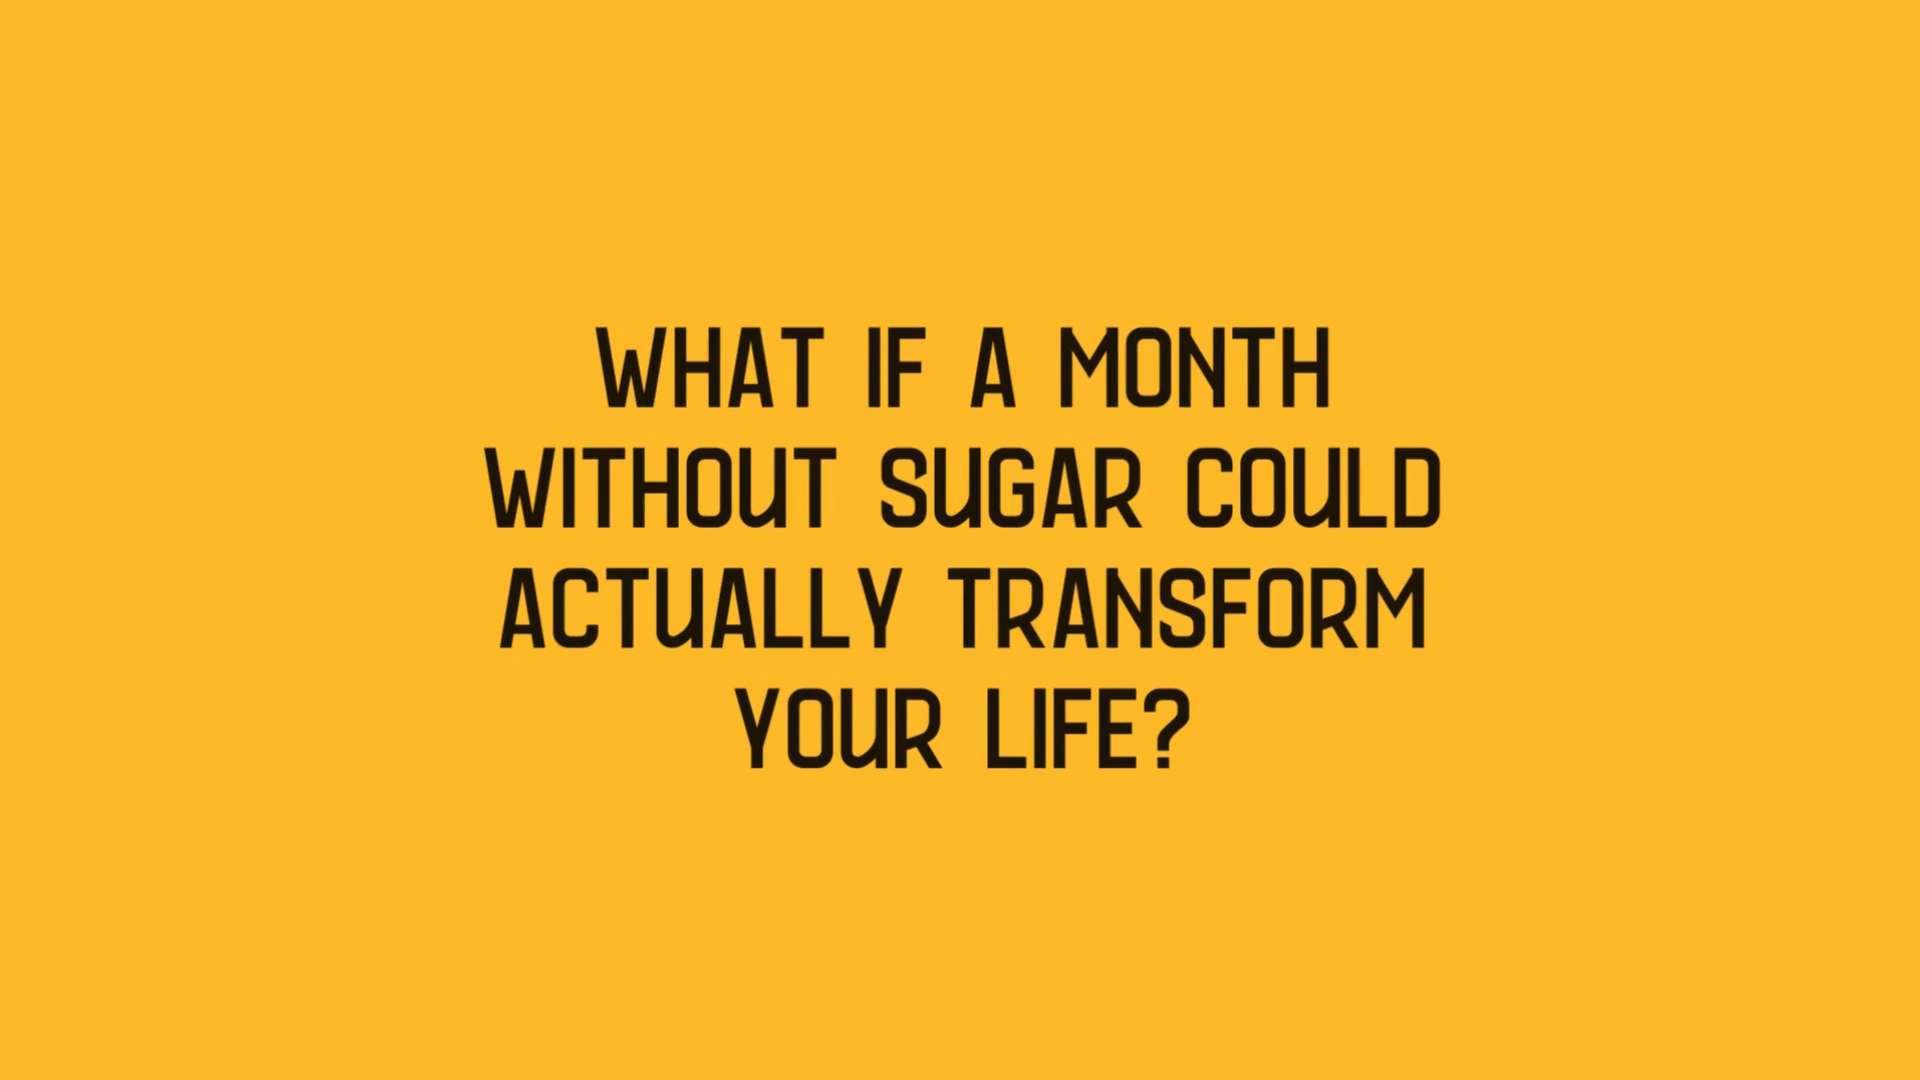 WHAT IF A MONTH
WITHOUT SUGAR COULD
ACTUALLY TRANSFORM
YOUR LIFE?